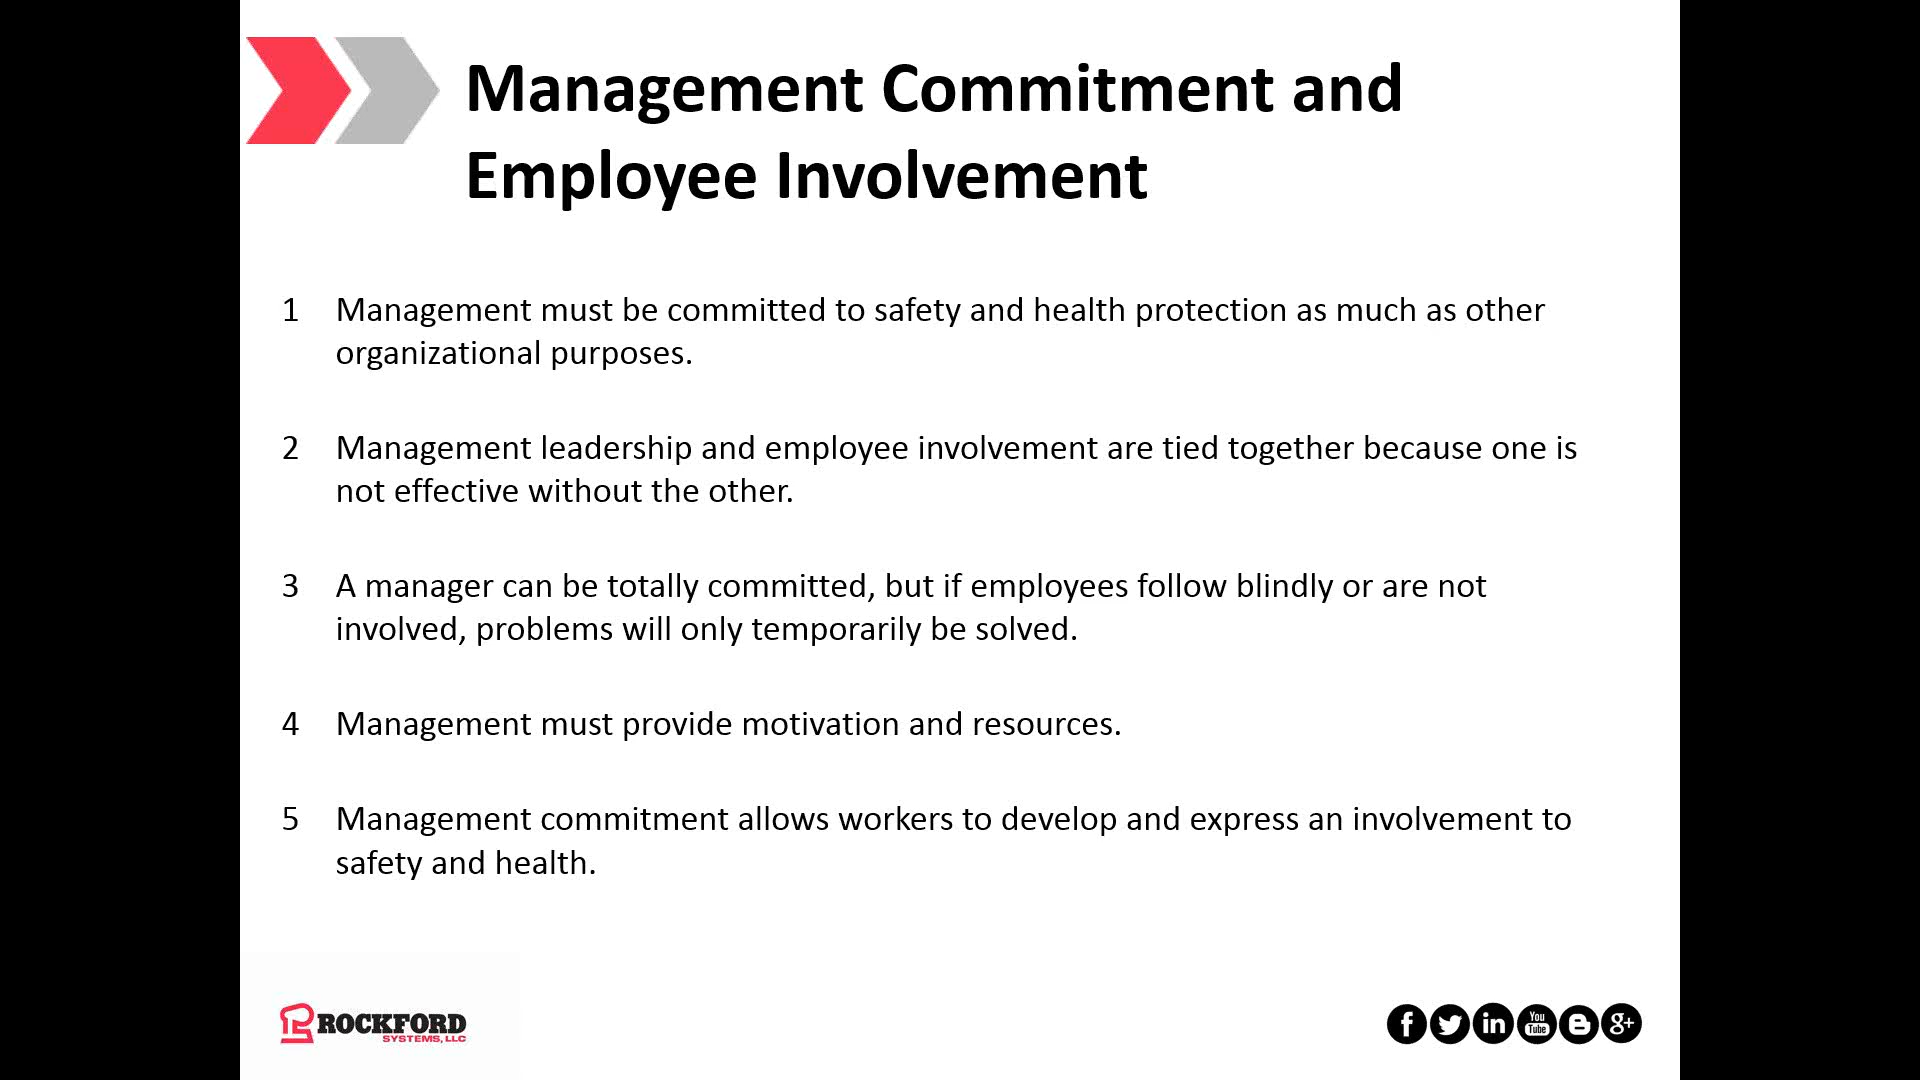 Management Commitment and
Employee Involvement
1 Management must be committed to safety and health protection as much as other
organizational purposes.
2 Management leadership and employee involvement are tied together because one is
not effective without the other.
3 A manager can be totally committed, but if employees follow blindly or are not
involved, problems will only temporarily be solved.
4 Management must provide motivation and resources.
5 Management commitment allows workers to develop and express an involvement to
safety and health.
ROCKFORD
SYSTEMS, LLC
f in You Tube B g+